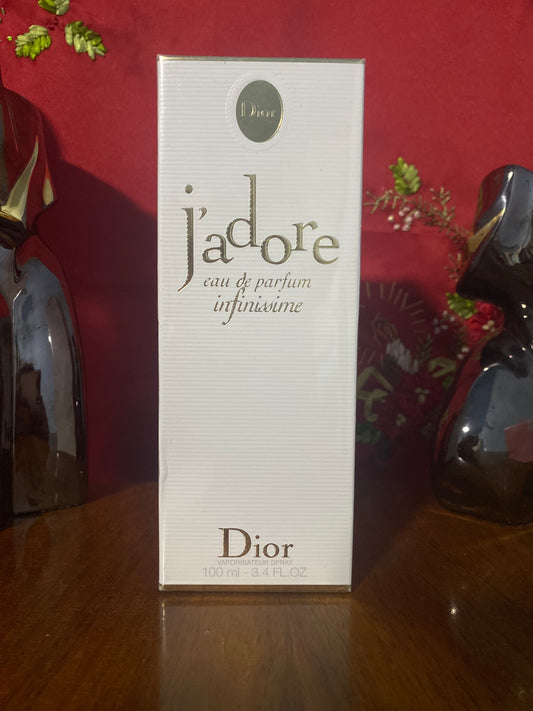 Dior
j'adore
eau de parfum
infinissime
Dior
VAPORISATEUR SPRAY
100 ml - 3.4 FL.OZ